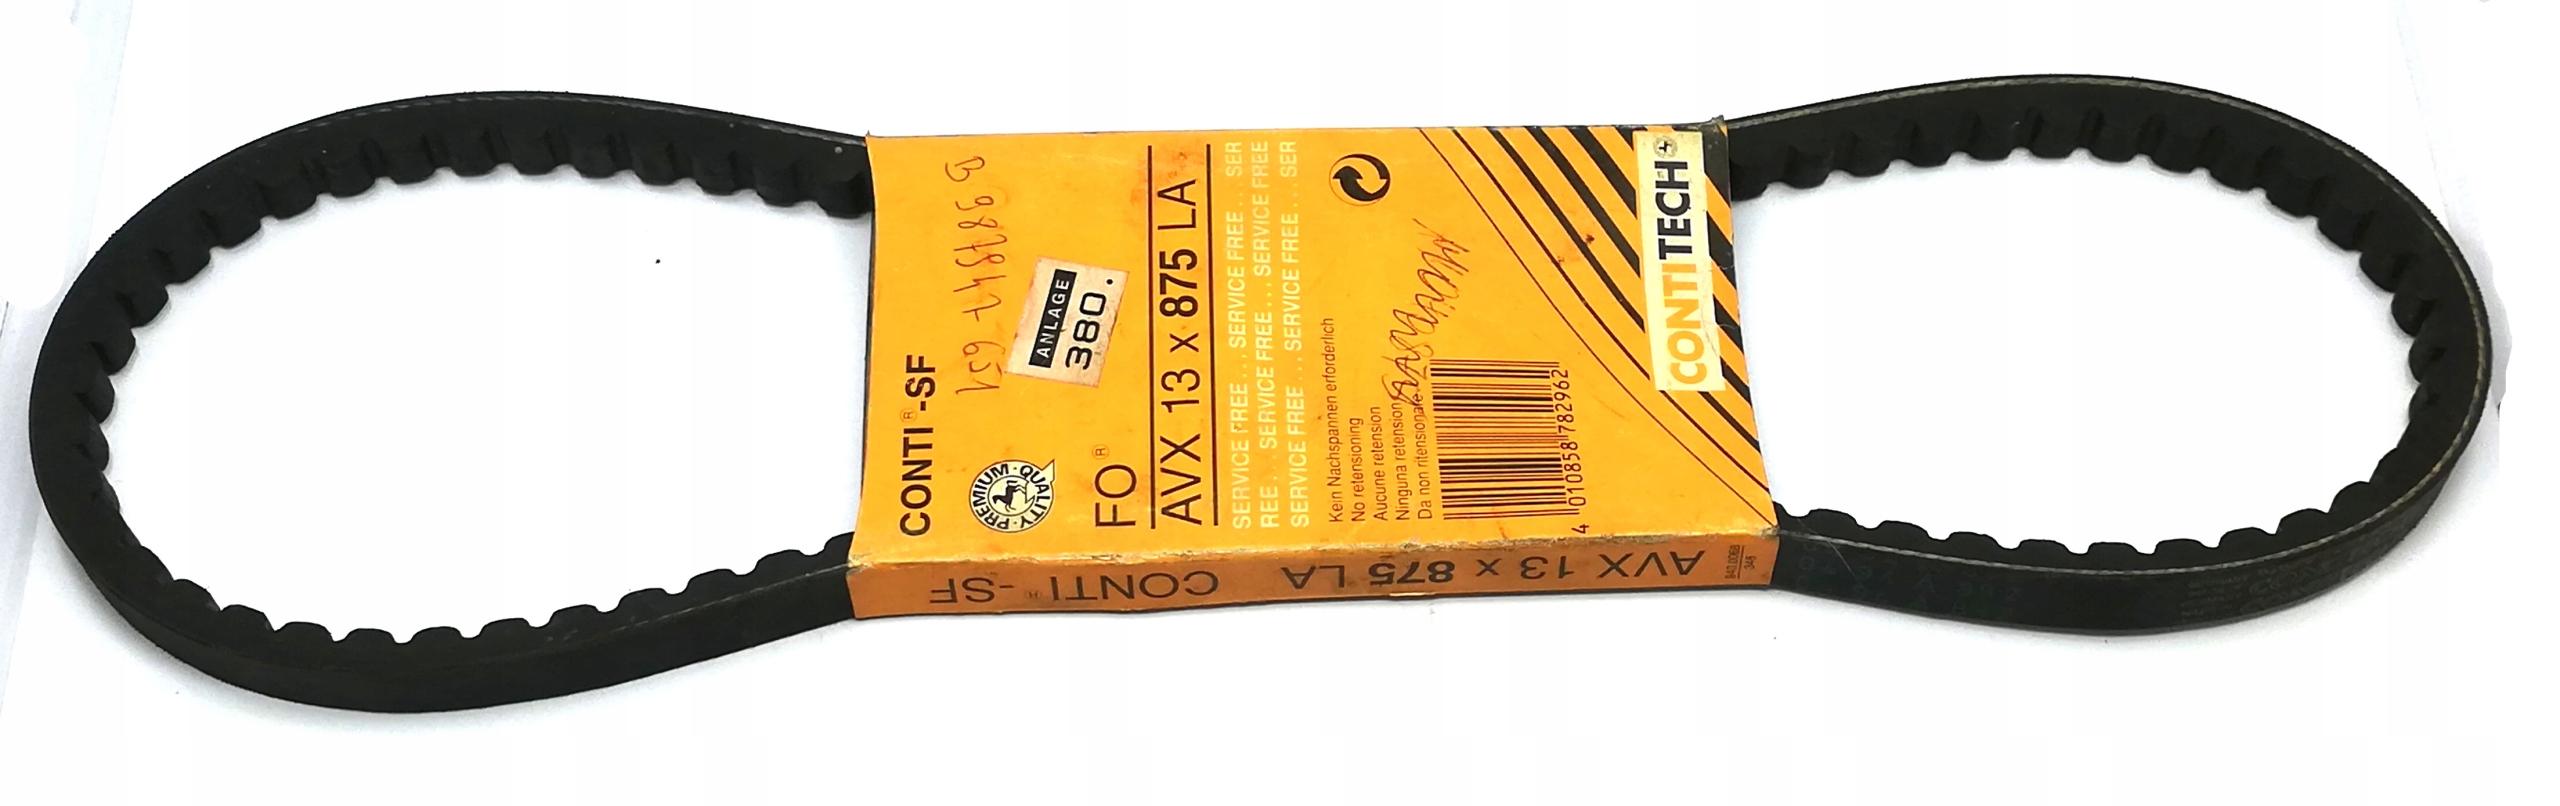 CONTI®-SF
PREMIUM·QUALITY·
ANLAGE
380.
FO®
AVX 13 x 875 LA
SERVICE FREE... SERVICE FREE... SER
REE... SERVICE FREE... SERVICE FREE
SERVICE FREE... SERVICE FREE... SER
Kein Nachspannen erforderlich
No retensioning
Aucune retension
Ninguna retension
Da non ritensionale
4 010858 782962
CONTITECH
AVX 13 x 875 LA CONTI®-SF